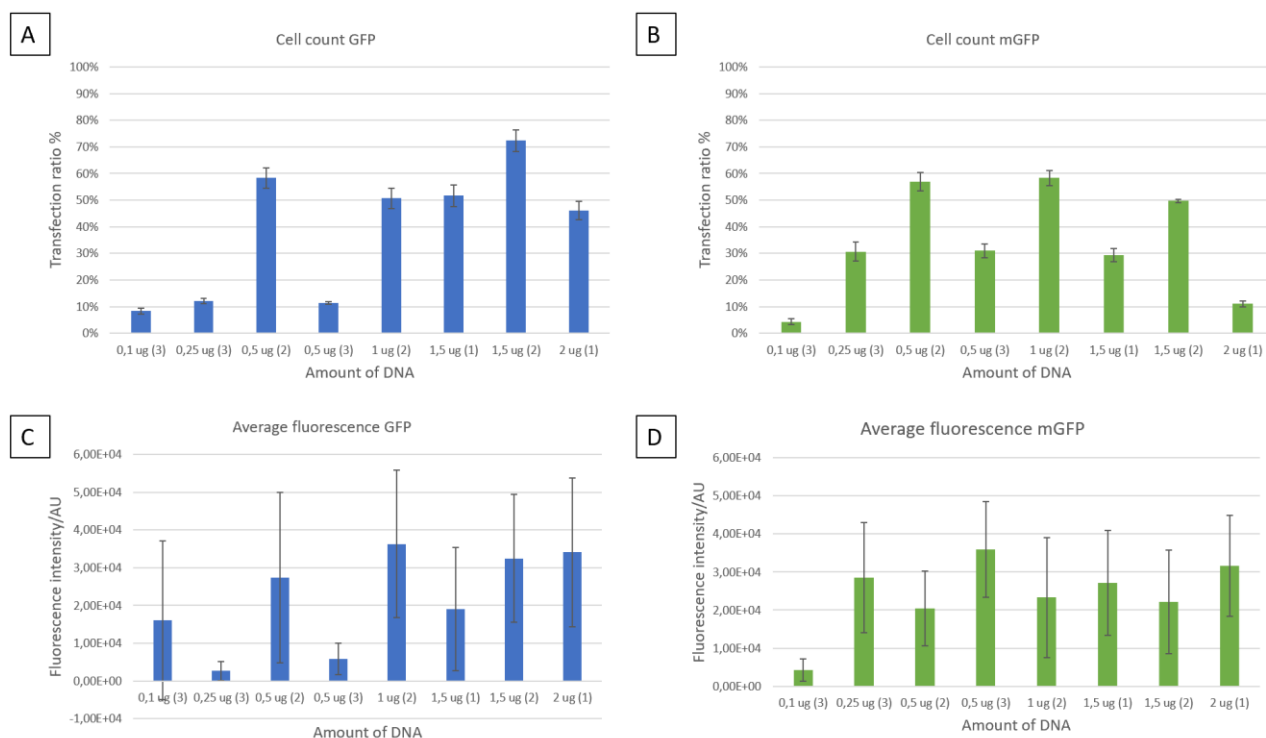 A
Cell count GFP
Transfection ratio %
100%
90%
80%
70%
60%
50%
40%
30%
20%
10%
0%
0,1 ug (3) 0,25 ug (3) 0,5 ug (2) 0,5 ug (3) 1 ug (2) 1,5 ug (1) 1,5 ug (2) 2 ug (1)
Amount of DNA
B
Cell count mGFP
Transfection ratio %
100%
90%
80%
70%
60%
50%
40%
30%
20%
10%
0%
0,1 ug (3) 0,25 ug (3) 0,5 ug (2) 0,5 ug (3) 1 ug (2) 1,5 ug (1) 1,5 ug (2) 2 ug (1)
Amount of DNA
C
Average fluorescence GFP
Fluorescence intensity/AU
6,00E+04
5,00E+04
4,00E+04
3,00E+04
2,00E+04
1,00E+04
0,00E+00
-1,00E+04
0,1 ug (3) 0,25 ug (3) 0,5 ug (2) 0,5 ug (3) 1 ug (2) 1,5 ug (1) 1,5 ug (2) 2 ug (1)
Amount of DNA
D
Average fluorescence mGFP
Fluorescence intensity/AU
6,00E+04
5,00E+04
4,00E+04
3,00E+04
2,00E+04
1,00E+04
0,00E+00
0,1 ug (3) 0,25 ug (3) 0,5 ug (2) 0,5 ug (3) 1 ug (2) 1,5 ug (1) 1,5 ug (2) 2 ug (1)
Amount of DNA